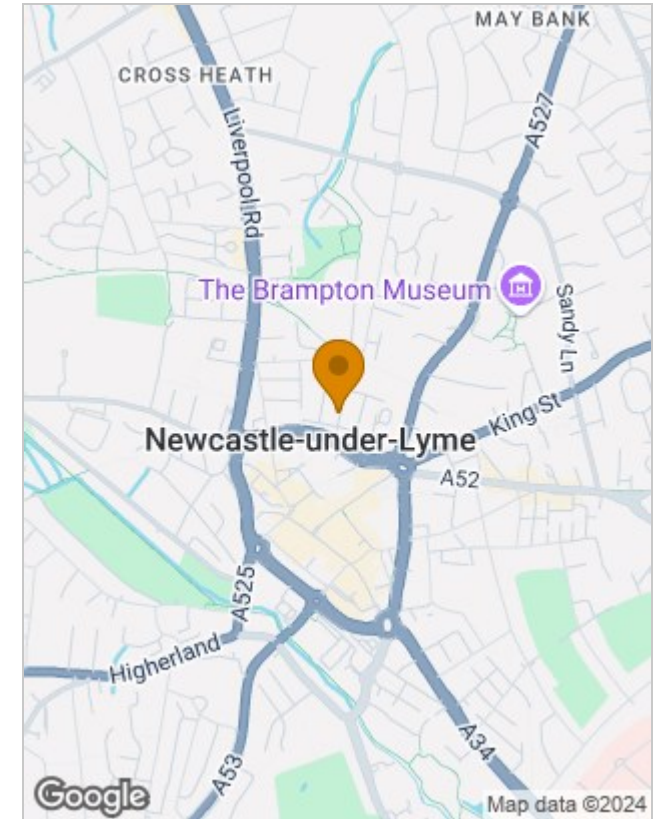 MAY BANK
CROSS HEATH
A527
Liverpool Rd
The Brampton Museum
Sandy Ln
King St
Newcastle-under-Lyme
A52
A525
Higherland
A53
A34
Google
Map data ©2024